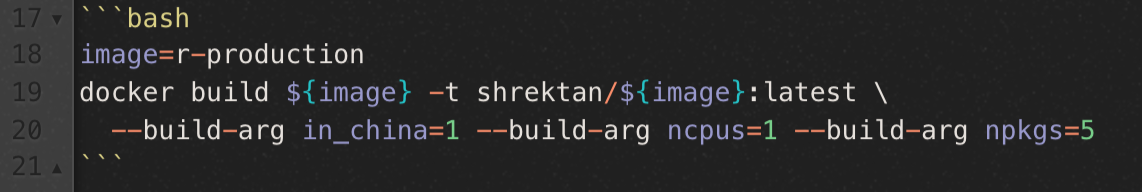 17 ```bash
18 image=r-production
19 docker build ${image} -t shrektan/${image}:latest \
20   --build-arg in_china=1 --build-arg ncpus=1 --build-arg npkgs=5
21 ```